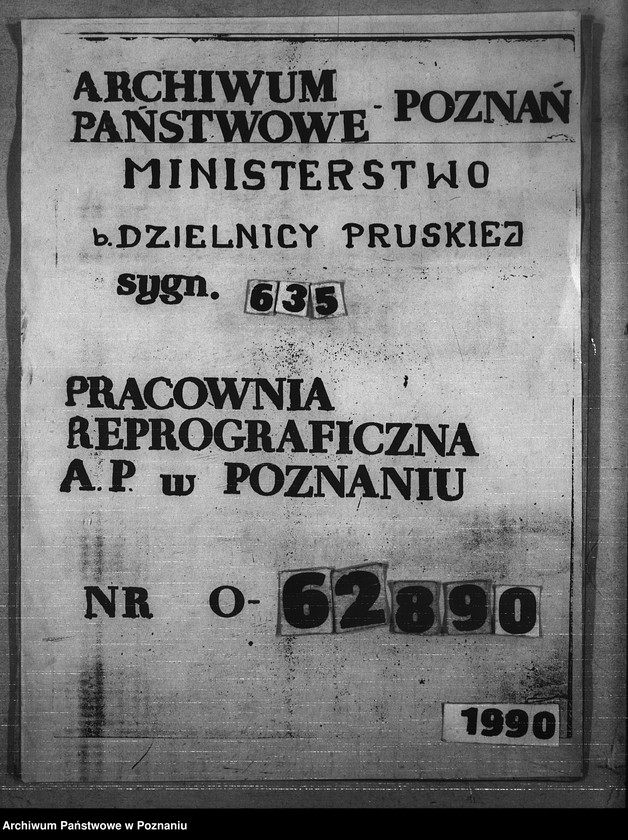 ARCHIWUM
PAŃSTWOWE - POZNAŃ
MINISTERSTWO
b. DZIELNICY PRUSKIEJ
sygn. 635
PRACOWNIA
REPROGRAFICZNA
A.P. w POZNANIU
NR O-62890
1990
Archiwum Państwowe w Poznaniu